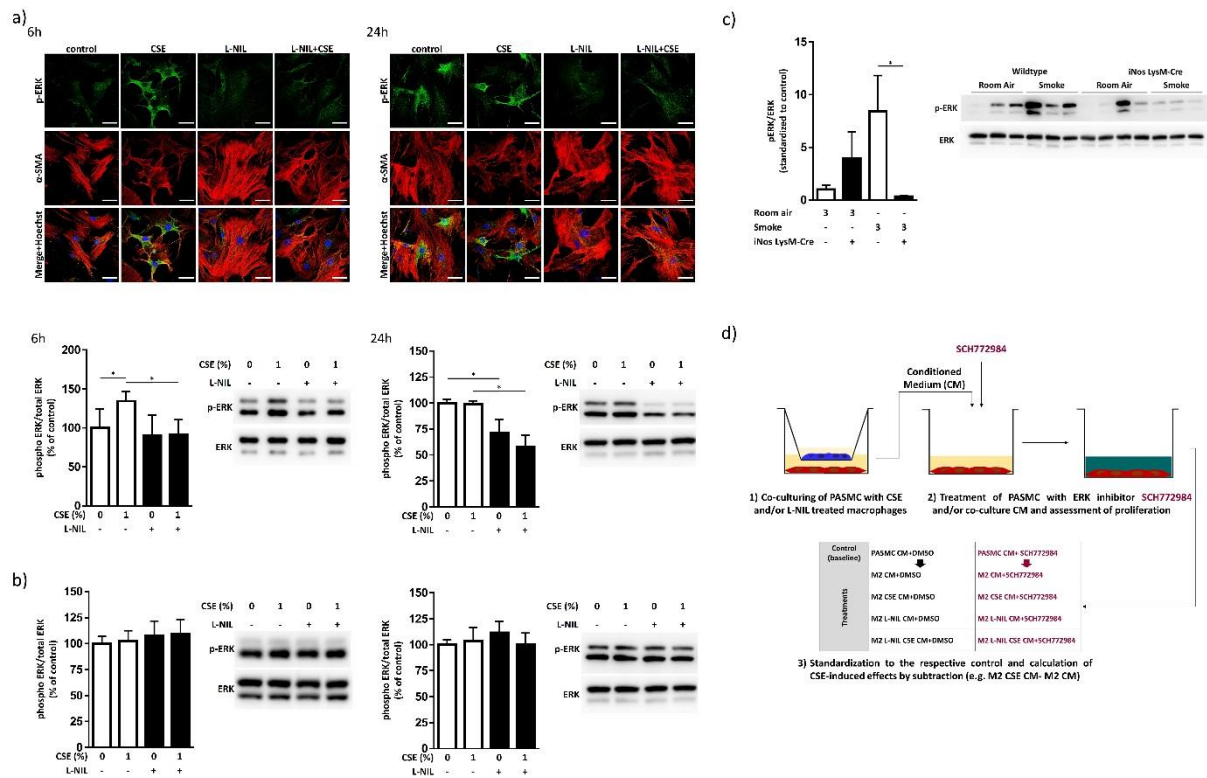 a)
6h
control CSE L-NIL L-NIL+CSE
p-ERK
α-SMA
Merge+Hoechst
24h
control CSE L-NIL L-NIL+CSE
6h
phospho ERK/total ERK
(% of control)
200
150
100
50
0
CSE (%) 0 1 0 1
L-NIL - - + +
*
*
CSE (%) 0 1 0 1
L-NIL - - + +
p-ERK
ERK
24h
phospho ERK/total ERK
(% of control)
125
100
75
50
25
0
CSE (%) 0 1 0 1
L-NIL - - + +
*
*
CSE (%) 0 1 0 1
L-NIL - - + +
p-ERK
ERK
b)
phospho ERK/total ERK
(% of control)
150
125
100
75
50
25
0
CSE (%) 0 1 0 1
L-NIL - - + +
CSE (%) 0 1 0 1
L-NIL - - + +
p-ERK
ERK
phospho ERK/total ERK
(% of control)
150
125
100
75
50
25
0
CSE (%) 0 1 0 1
L-NIL - - + +
CSE (%) 0 1 0 1
L-NIL - - + +
p-ERK
ERK
c)
pERK/ERK
(standardized to control)
15
10
5
0
*
Room air 3 3 - -
Smoke - - 3 3
iNos LysM-Cre - + - +
Wildtype iNos LysM-Cre
Room Air Smoke Room Air Smoke
p-ERK
ERK
d)
SCH772984
Conditioned
Medium (CM)
1) Co-culturing of PASMC with CSE
and/or L-NIL treated macrophages
2) Treatment of PASMC with ERK inhibitor SCH772984
and/or co-culture CM and assessment of proliferation
Control
(baseline)
PASMC CM+DMSO PASMC CM+ SCH772984
Treatments
M2 CM+DMSO M2 CM+SCH772984
M2 CSE CM+DMSO M2 CSE CM+SCH772984
M2 L-NIL CM+DMSO M2 L-NIL CM+SCH772984
M2 L-NIL CSE CM+DMSO M2 L-NIL CSE CM+SCH772984
3) Standardization to the respective control and calculation of
CSE-induced effects by subtraction (e.g. M2 CSE CM- M2 CM)